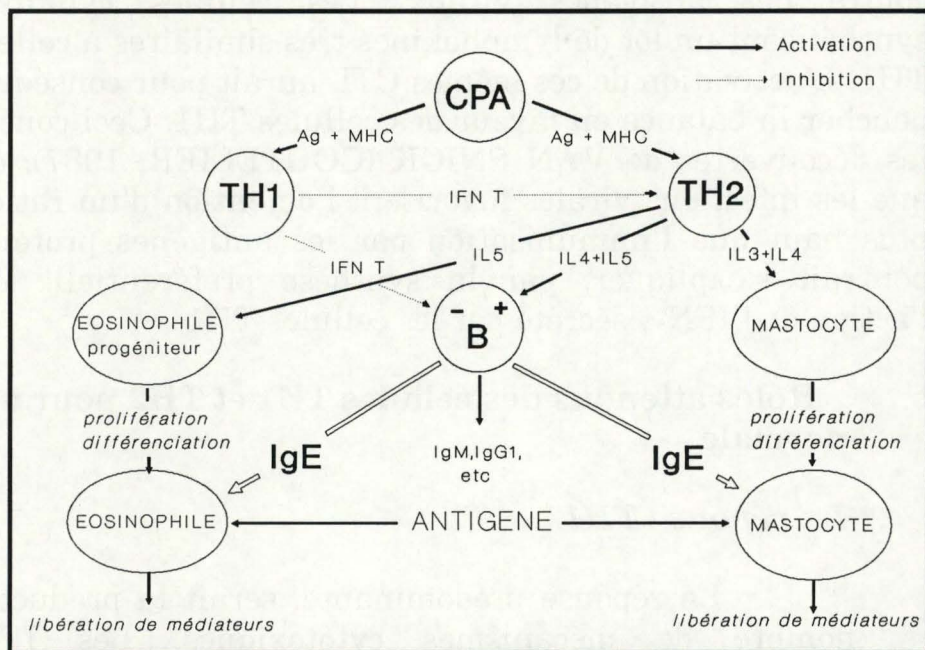 Activation
Inhibition
CPA
Ag + MHC
Ag + MHC
TH1
IFN T
TH2
IFN T
IL5
IL4+IL5
IL3+IL4
EOSINOPHILE
progéniteur
- +
B
MASTOCYTE
prolifération
différenciation
prolifération
différenciation
IgE
IgM,IgG1,
etc
IgE
EOSINOPHILE
ANTIGENE
MASTOCYTE
libération de médiateurs
libération de médiateurs